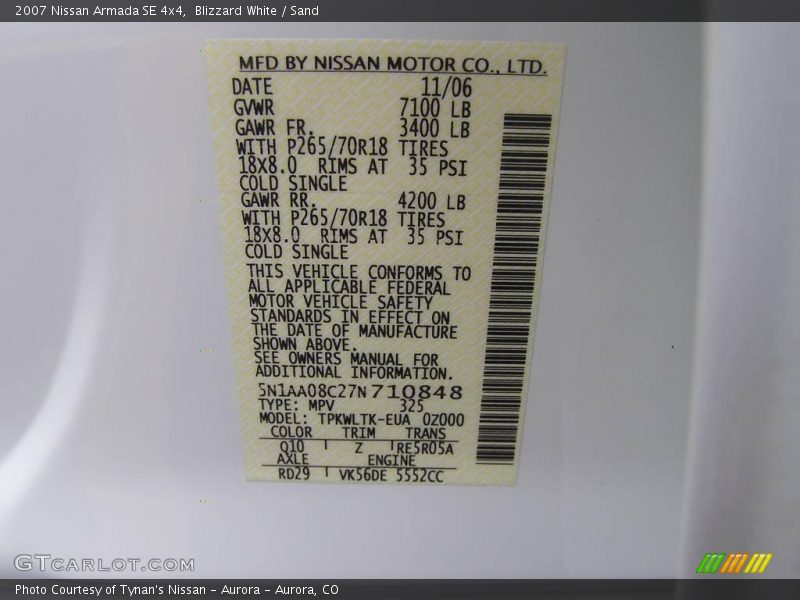 2007 Nissan Armada SE 4x4,  Blizzard White / Sand
MFD BY NISSAN MOTOR CO., LTD.
DATE 11/06
GVWR 7100 LB
GAWR FR. 3400 LB
WITH P265/70R18 TIRES
18X8.0 RIMS AT 35 PSI
COLD SINGLE
GAWR RR. 4200 LB
WITH P265/70R18 TIRES
18X8.0 RIMS AT 35 PSI
COLD SINGLE
THIS VEHICLE CONFORMS TO
ALL APPLICABLE FEDERAL
MOTOR VEHICLE SAFETY
STANDARDS IN EFFECT ON
THE DATE OF MANUFACTURE
SHOWN ABOVE.
SEE OWNERS MANUAL FOR
ADDITIONAL INFORMATION.
5N1AA08C27N710848
TYPE: MPV 325
MODEL: TPKWLTK-EUA 0Z000
COLOR TRIM TRANS
Q10 Z RE5R05A
AXLE ENGINE
RD29 VK56DE 5552CC
GTCARLOT.COM
Photo Courtesy of Tynan's Nissan - Aurora - Aurora, CO